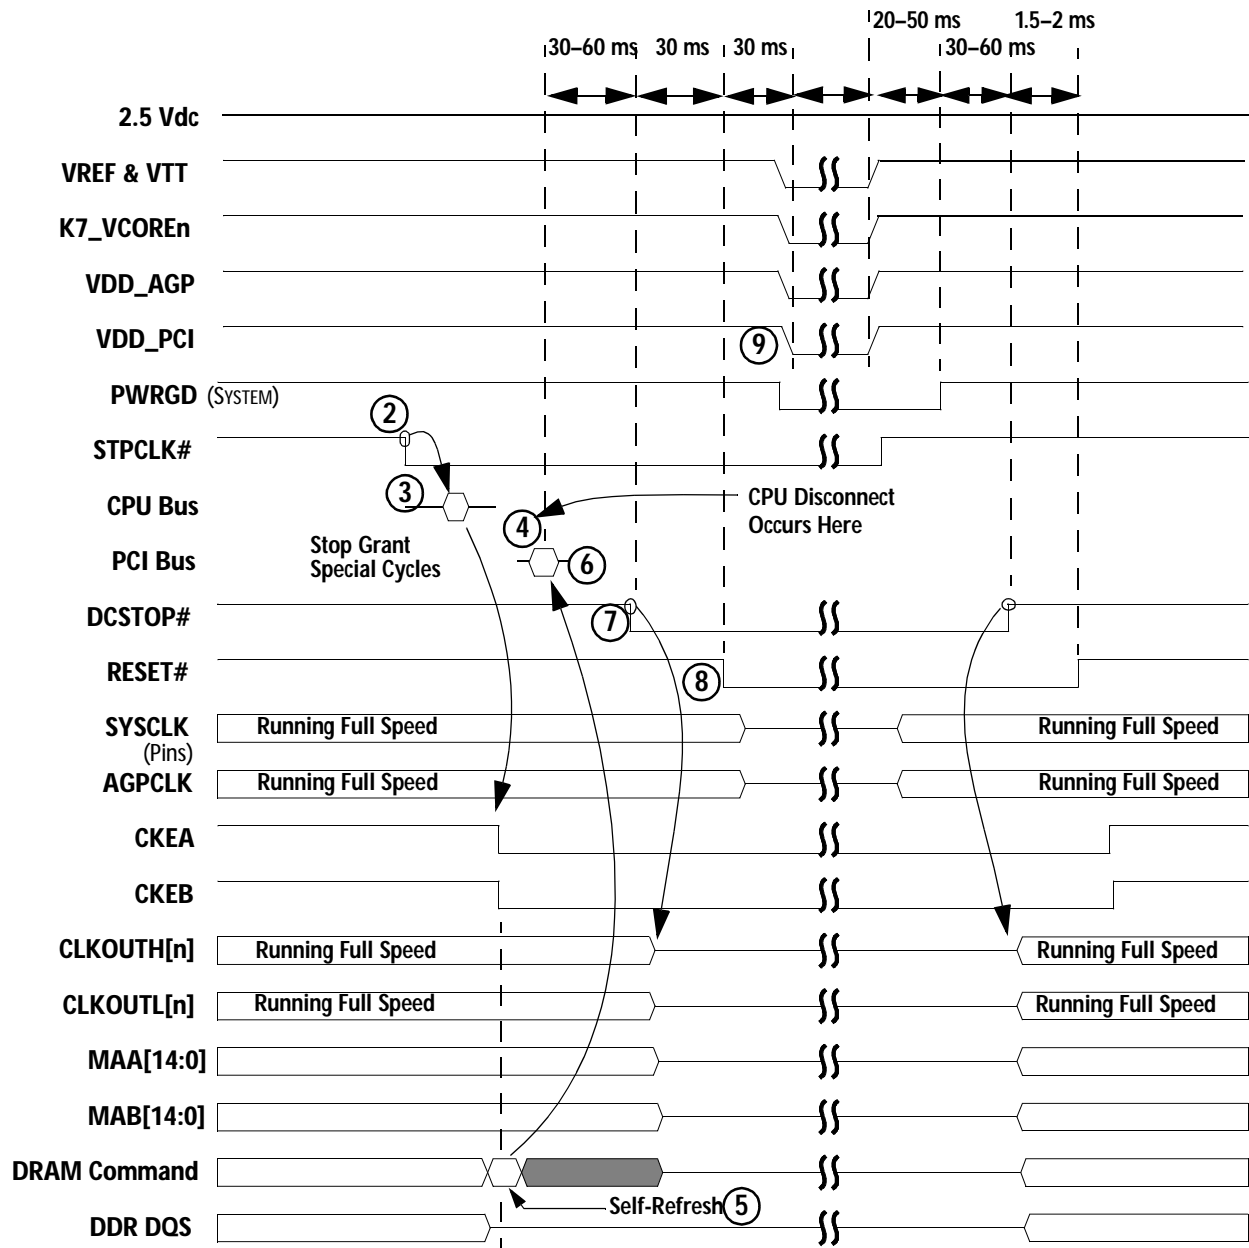 20–50 ms 1.5–2 ms
30–60 ms 30 ms 30 ms 30–60 ms
2.5 Vdc
VREF & VTT
K7_VCOREn
VDD_AGP
VDD_PCI 9
PWRGD (SYSTEM)
2
STPCLK#
CPU Bus 3 CPU Disconnect
4 Occurs Here
PCI Bus Stop Grant 6
Special Cycles
DCSTOP# 7
RESET# 8
SYSCLK Running Full Speed Running Full Speed
(Pins)
AGPCLK Running Full Speed Running Full Speed
CKEA
CKEB
CLKOUTH[n] Running Full Speed Running Full Speed
CLKOUTL[n] Running Full Speed Running Full Speed
MAA[14:0]
MAB[14:0]
DRAM Command
Self-Refresh 5
DDR DQS